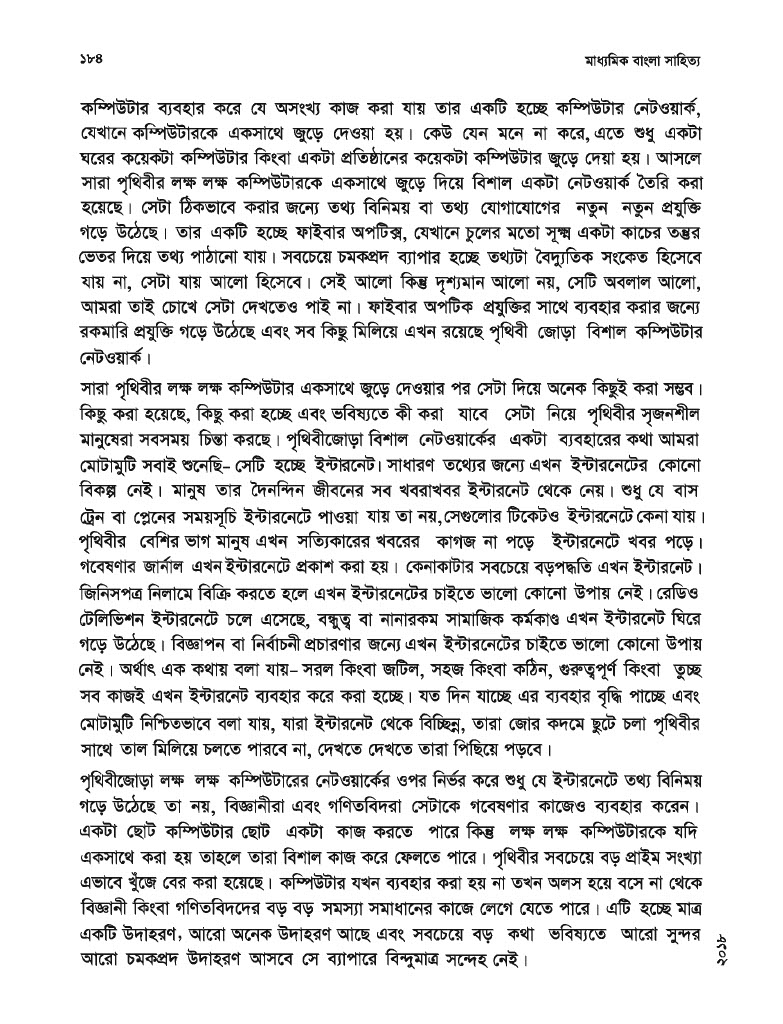 ১৮৪
মাধ্যমিক বাংলা সাহিত্য
কম্পিউটার ব্যবহার করে যে অসংখ্য কাজ করা যায় তার একটি হচ্ছে কম্পিউটার নেটওয়ার্ক,
যেখানে কম্পিউটারকে একসাথে জুড়ে দেওয়া হয়। কেউ যেন মনে না করে, এতে শুধু একটা
ঘরের কয়েকটা কম্পিউটার কিংবা একটা প্রতিষ্ঠানের কয়েকটা কম্পিউটার জুড়ে দেয়া হয়। আসলে
সারা পৃথিবীর লক্ষ লক্ষ কম্পিউটারকে একসাথে জুড়ে দিয়ে বিশাল একটা নেটওয়ার্ক তৈরি করা
হয়েছে। সেটা ঠিকভাবে করার জন্যে তথ্য বিনিময় বা তথ্য যোগাযোগের নতুন নতুন প্রযুক্তি
গড়ে উঠেছে। তার একটি হচ্ছে ফাইবার অপটিক্স, যেখানে চুলের মতো সূক্ষ্ম একটা কাচের তন্তুর
ভেতর দিয়ে তথ্য পাঠানো যায়। সবচেয়ে চমকপ্রদ ব্যাপার হচ্ছে তথ্যটা বৈদ্যুতিক সংকেত হিসেবে
যায় না, সেটা যায় আলো হিসেবে। সেই আলো কিন্তু দৃশ্যমান আলো নয়, সেটি অবলাল আলো,
আমরা তাই চোখে সেটা দেখতেও পাই না। ফাইবার অপটিক প্রযুক্তির সাথে ব্যবহার করার জন্যে
রকমারি প্রযুক্তি গড়ে উঠেছে এবং সব কিছু মিলিয়ে এখন রয়েছে পৃথিবী জোড়া বিশাল কম্পিউটার
নেটওয়ার্ক।
সারা পৃথিবীর লক্ষ লক্ষ কম্পিউটার একসাথে জুড়ে দেওয়ার পর সেটা দিয়ে অনেক কিছুই করা সম্ভব।
কিছু করা হয়েছে, কিছু করা হচ্ছে এবং ভবিষ্যতে কী করা যাবে সেটা নিয়ে পৃথিবীর সৃজনশীল
মানুষেরা সবসময় চিন্তা করছে। পৃথিবীজোড়া বিশাল নেটওয়ার্কের একটা ব্যবহারের কথা আমরা
মোটামুটি সবাই শুনেছি– সেটি হচ্ছে ইন্টারনেট। সাধারণ তথ্যের জন্যে এখন ইন্টারনেটের কোনো
বিকল্প নেই। মানুষ তার দৈনন্দিন জীবনের সব খবরাখবর ইন্টারনেট থেকে নেয়। শুধু যে বাস
ট্রেন বা প্লেনের সময়সূচি ইন্টারনেটে পাওয়া যায় তা নয়,সেগুলোর টিকেটও ইন্টারনেটে কেনা যায়।
পৃথিবীর বেশির ভাগ মানুষ এখন সত্যিকারের খবরের কাগজ না পড়ে ইন্টারনেটে খবর পড়ে।
গবেষণার জার্নাল এখন ইন্টারনেটে প্রকাশ করা হয়। কেনাকাটার সবচেয়ে বড়পদ্ধতি এখন ইন্টারনেট।
জিনিসপত্র নিলামে বিক্রি করতে হলে এখন ইন্টারনেটের চাইতে ভালো কোনো উপায় নেই। রেডিও
টেলিভিশন ইন্টারনেটে চলে এসেছে, বন্ধুত্ব বা নানারকম সামাজিক কর্মকাণ্ড এখন ইন্টারনেট ঘিরে
গড়ে উঠেছে। বিজ্ঞাপন বা নির্বাচনী প্রচারণার জন্যে এখন ইন্টারনেটের চাইতে ভালো কোনো উপায়
নেই। অর্থাৎ এক কথায় বলা যায়– সরল কিংবা জটিল, সহজ কিংবা কঠিন, গুরুত্বপূর্ণ কিংবা তুচ্ছ
সব কাজই এখন ইন্টারনেট ব্যবহার করে করা হচ্ছে। যত দিন যাচ্ছে এর ব্যবহার বৃদ্ধি পাচ্ছে এবং
মোটামুটি নিশ্চিতভাবে বলা যায়, যারা ইন্টারনেট থেকে বিচ্ছিন্ন, তারা জোর কদমে ছুটে চলা পৃথিবীর
সাথে তাল মিলিয়ে চলতে পারবে না, দেখতে দেখতে তারা পিছিয়ে পড়বে।
পৃথিবীজোড়া লক্ষ লক্ষ কম্পিউটারের নেটওয়ার্কের ওপর নির্ভর করে শুধু যে ইন্টারনেটে তথ্য বিনিময়
গড়ে উঠেছে তা নয়, বিজ্ঞানীরা এবং গণিতবিদরা সেটাকে গবেষণার কাজেও ব্যবহার করেন।
একটা ছোট কম্পিউটার ছোট একটা কাজ করতে পারে কিন্তু লক্ষ লক্ষ কম্পিউটারকে যদি
একসাথে করা হয় তাহলে তারা বিশাল কাজ করে ফেলতে পারে। পৃথিবীর সবচেয়ে বড় প্রাইম সংখ্যা
এভাবে খুঁজে বের করা হয়েছে। কম্পিউটার যখন ব্যবহার করা হয় না তখন অলস হয়ে বসে না থেকে
বিজ্ঞানী কিংবা গণিতবিদদের বড় বড় সমস্যা সমাধানের কাজে লেগে যেতে পারে। এটি হচ্ছে মাত্র
একটি উদাহরণ, আরো অনেক উদাহরণ আছে এবং সবচেয়ে বড় কথা ভবিষ্যতে আরো সুন্দর
আরো চমকপ্রদ উদাহরণ আসবে সে ব্যাপারে বিন্দুমাত্র সন্দেহ নেই।
২০১৮